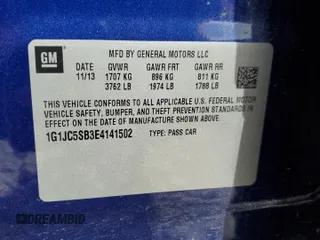 GM
MFD BY GENERAL MOTORS LLC
DATE GVWR GAWR FRT GAWR RR
11/13 1707 KG 896 KG 811 KG
3762 LB 1974 LB 1788 LB
THIS VEHICLE CONFORMS TO ALL APPLICABLE U.S. FEDERAL MOTOR
VEHICLE SAFETY, BUMPER, AND THEFT PREVENTION STANDARDS IN
EFFECT ON THE DATE OF MANUFACTURE SHOWN ABOVE.
1G1JC5SB3E4141502 TYPE: PASS CAR
DREAMBID